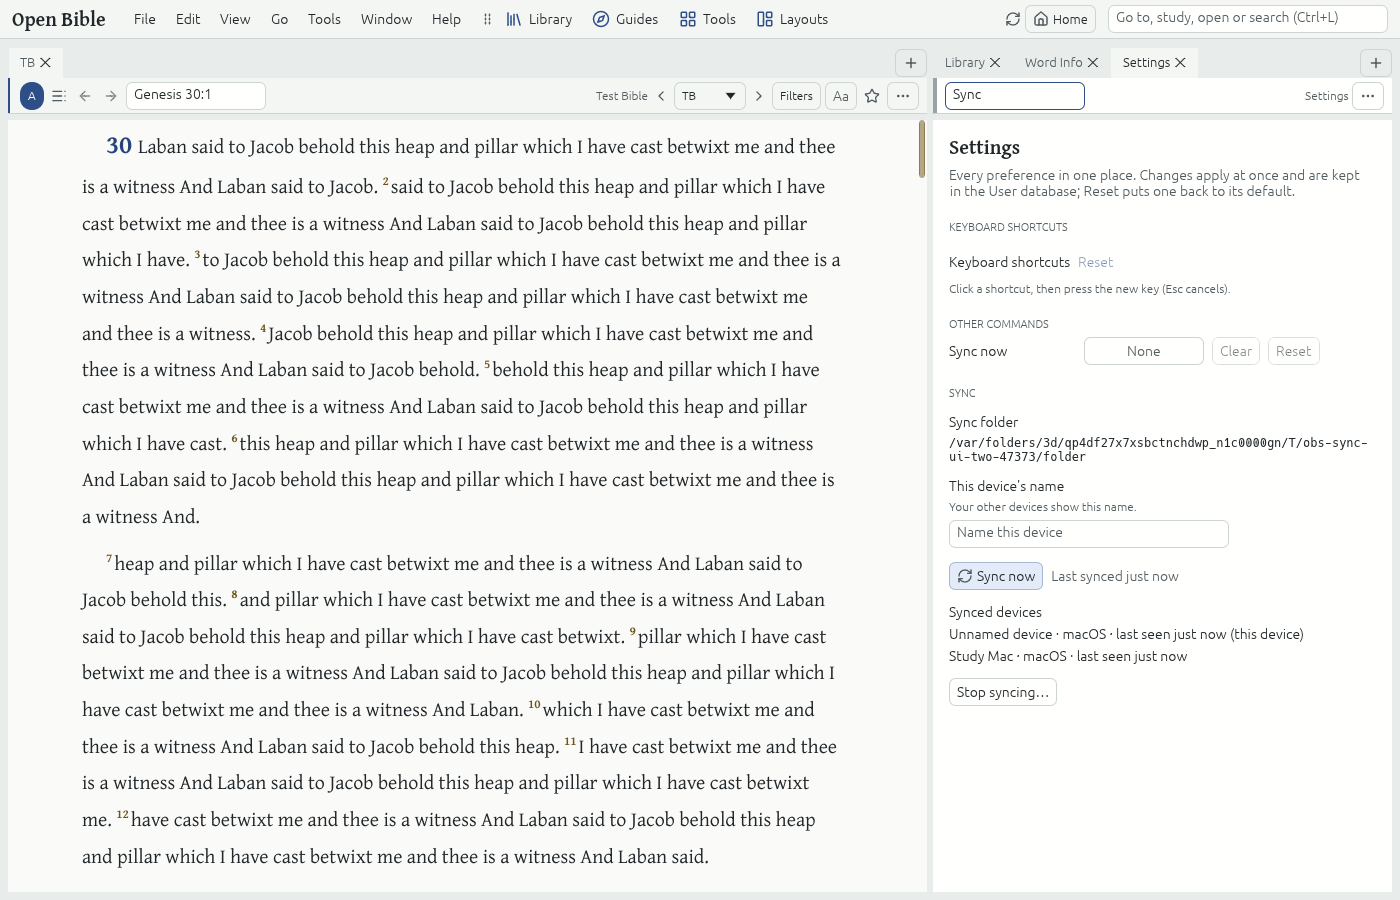 Open Bible File Edit View Go Tools Window Help Library Guides Tools Layouts Home Go to, study, open or search (Ctrl+L)
TB
A Genesis 30:1 Test Bible TB Filters Aa
30 Laban said to Jacob behold this heap and pillar which I have cast betwixt me and thee
is a witness And Laban said to Jacob. 2 said to Jacob behold this heap and pillar which I have
cast betwixt me and thee is a witness And Laban said to Jacob behold this heap and pillar
which I have. 3 to Jacob behold this heap and pillar which I have cast betwixt me and thee is a
witness And Laban said to Jacob behold this heap and pillar which I have cast betwixt me
and thee is a witness. 4 Jacob behold this heap and pillar which I have cast betwixt me and
thee is a witness And Laban said to Jacob behold. 5 behold this heap and pillar which I have
cast betwixt me and thee is a witness And Laban said to Jacob behold this heap and pillar
which I have cast. 6 this heap and pillar which I have cast betwixt me and thee is a witness
And Laban said to Jacob behold this heap and pillar which I have cast betwixt me and thee is
a witness And.
7 heap and pillar which I have cast betwixt me and thee is a witness And Laban said to
Jacob behold this. 8 and pillar which I have cast betwixt me and thee is a witness And Laban
said to Jacob behold this heap and pillar which I have cast betwixt. 9 pillar which I have cast
betwixt me and thee is a witness And Laban said to Jacob behold this heap and pillar which I
have cast betwixt me and thee is a witness And Laban. 10 which I have cast betwixt me and
thee is a witness And Laban said to Jacob behold this heap. 11 I have cast betwixt me and thee
is a witness And Laban said to Jacob behold this heap and pillar which I have cast betwixt
me. 12 have cast betwixt me and thee is a witness And Laban said to Jacob behold this heap
and pillar which I have cast betwixt me and thee is a witness And Laban said.
Library Word Info Settings
Sync Settings
Settings
Every preference in one place. Changes apply at once and are kept
in the User database; Reset puts one back to its default.
KEYBOARD SHORTCUTS
Keyboard shortcuts Reset
Click a shortcut, then press the new key (Esc cancels).
OTHER COMMANDS
Sync now None Clear Reset
SYNC
Sync folder
/var/folders/3d/qp4df27x7xsbctnchdwp_n1c0000gn/T/obs-sync-
ui-two-47373/folder
This device's name
Your other devices show this name.
Name this device
Sync now Last synced just now
Synced devices
Unnamed device · macOS · last seen just now (this device)
Study Mac · macOS · last seen just now
Stop syncing…